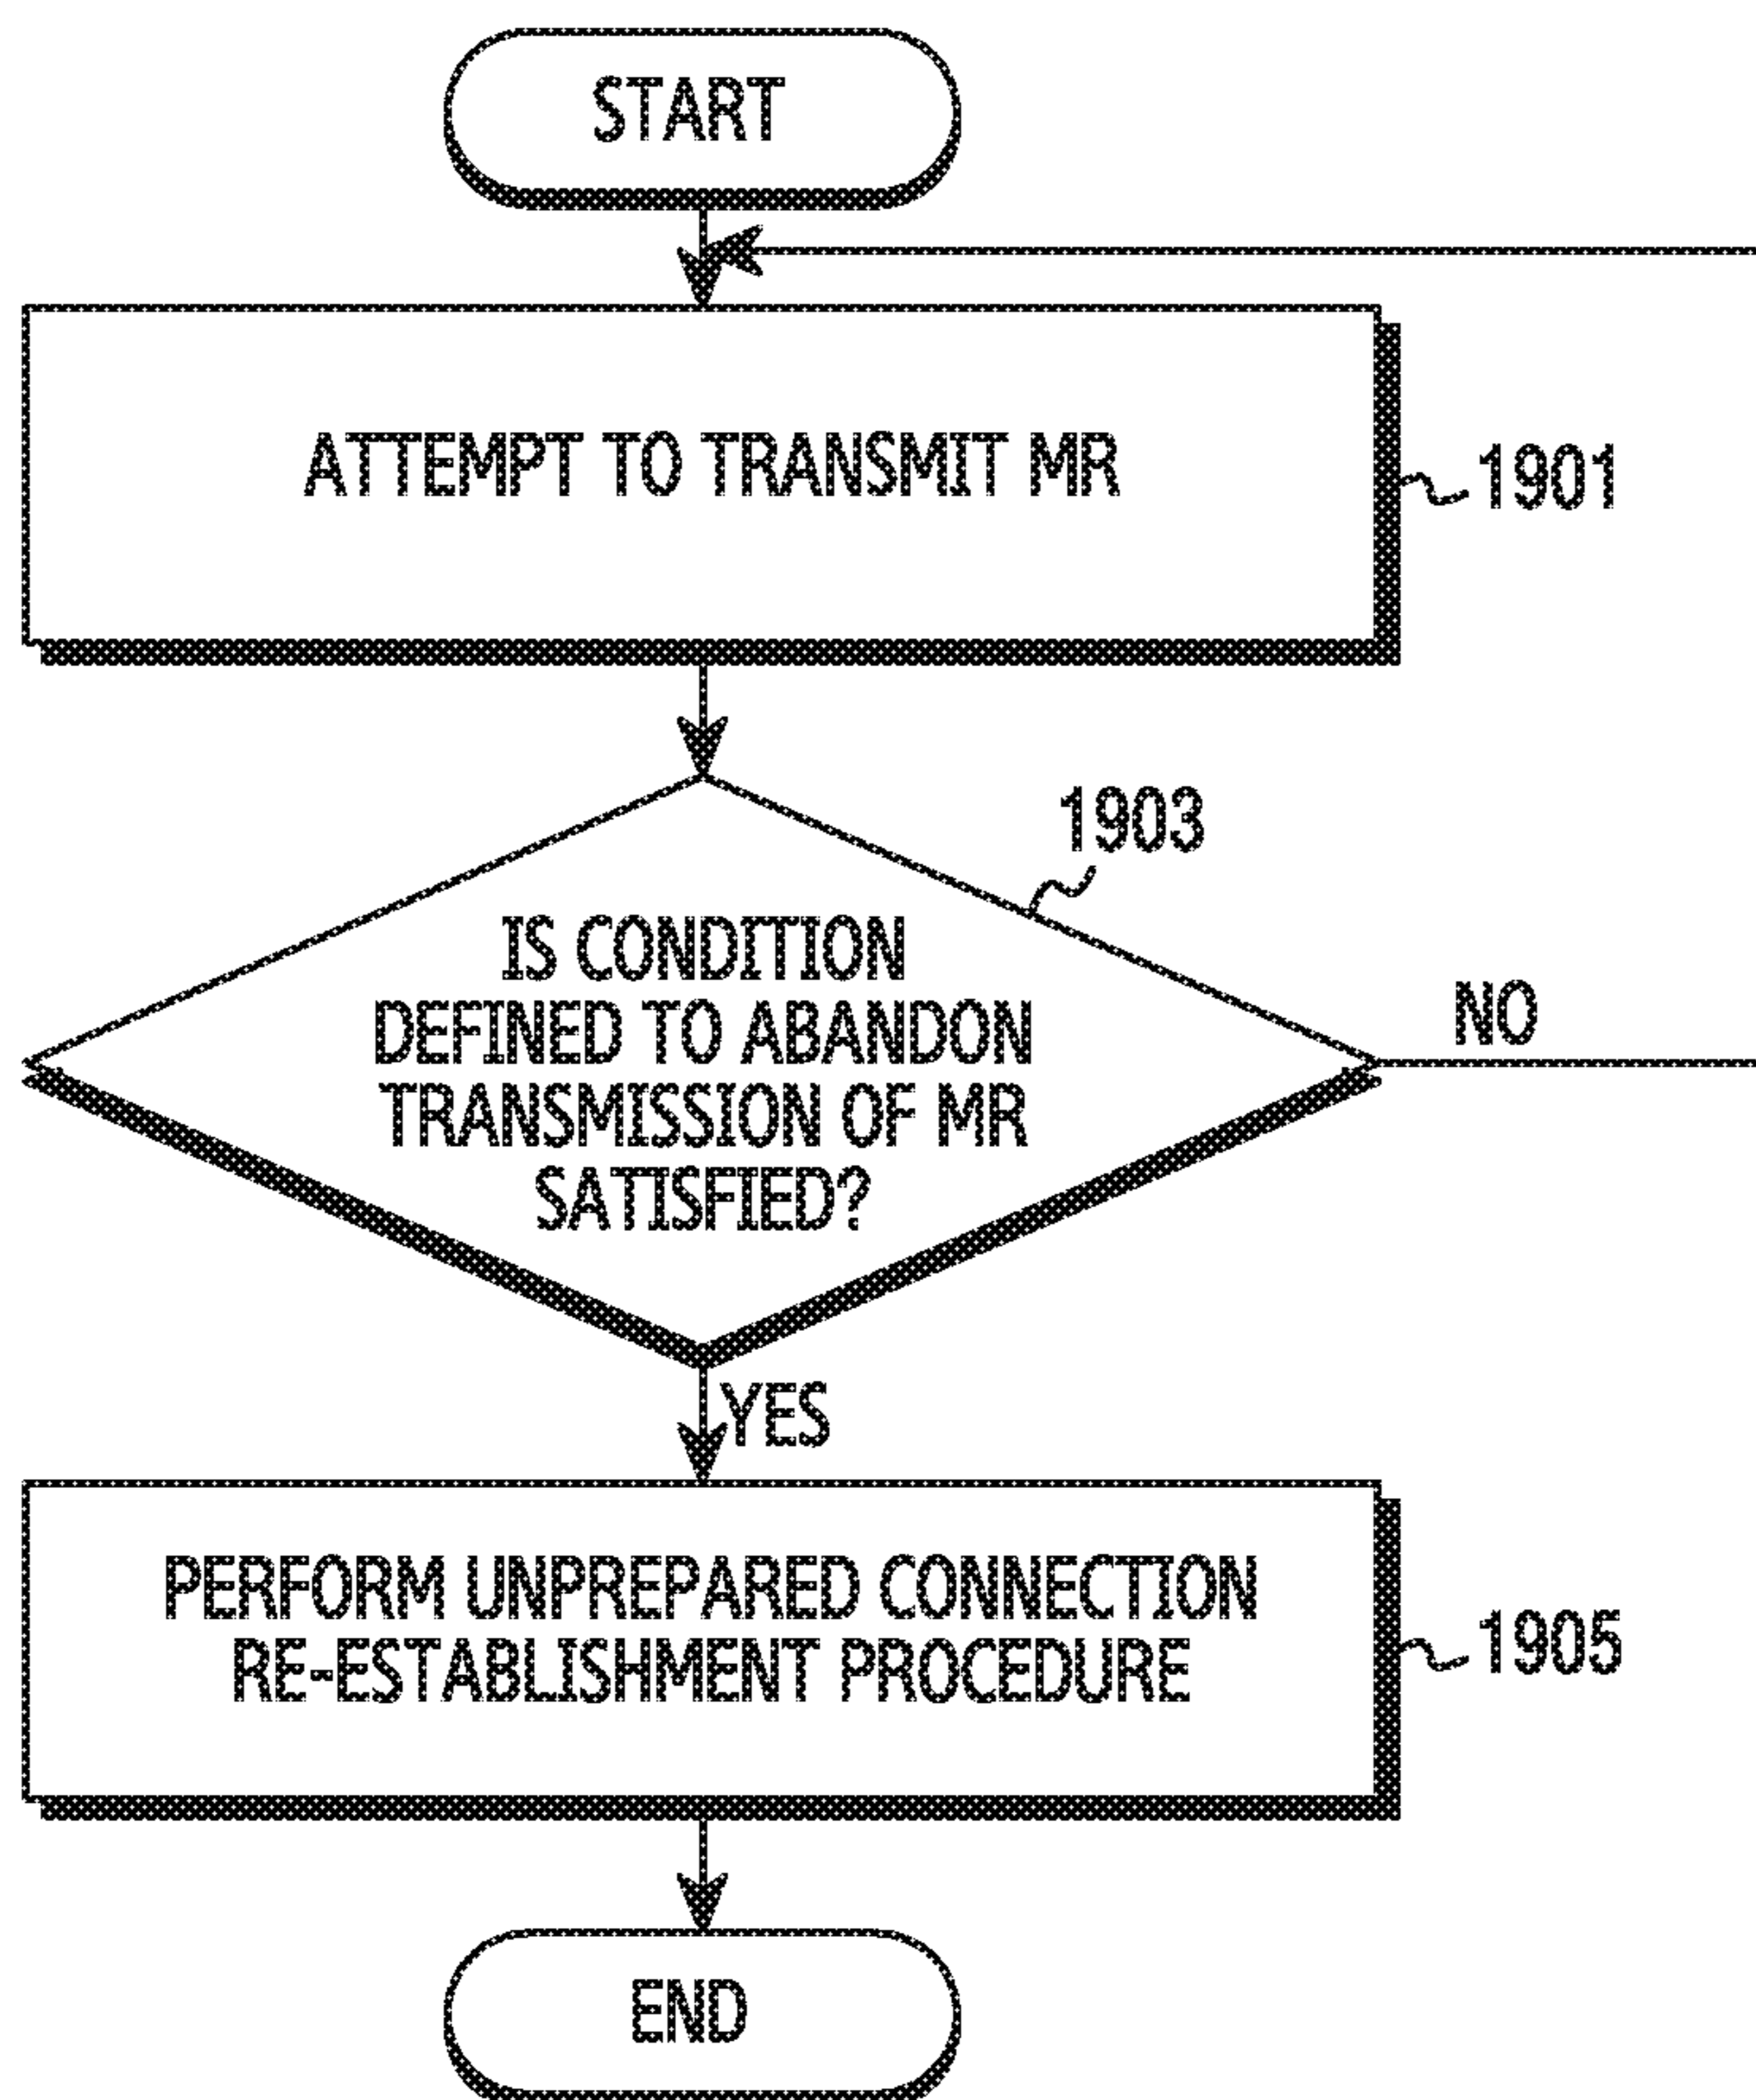 START
ATTEMPT TO TRANSMIT MR
1901
1903
IS CONDITION
DEFINED TO ABANDON
TRANSMISSION OF MR
SATISFIED?
NO
YES
PERFORM UNPREPARED CONNECTION
RE-ESTABLISHMENT PROCEDURE
1905
END